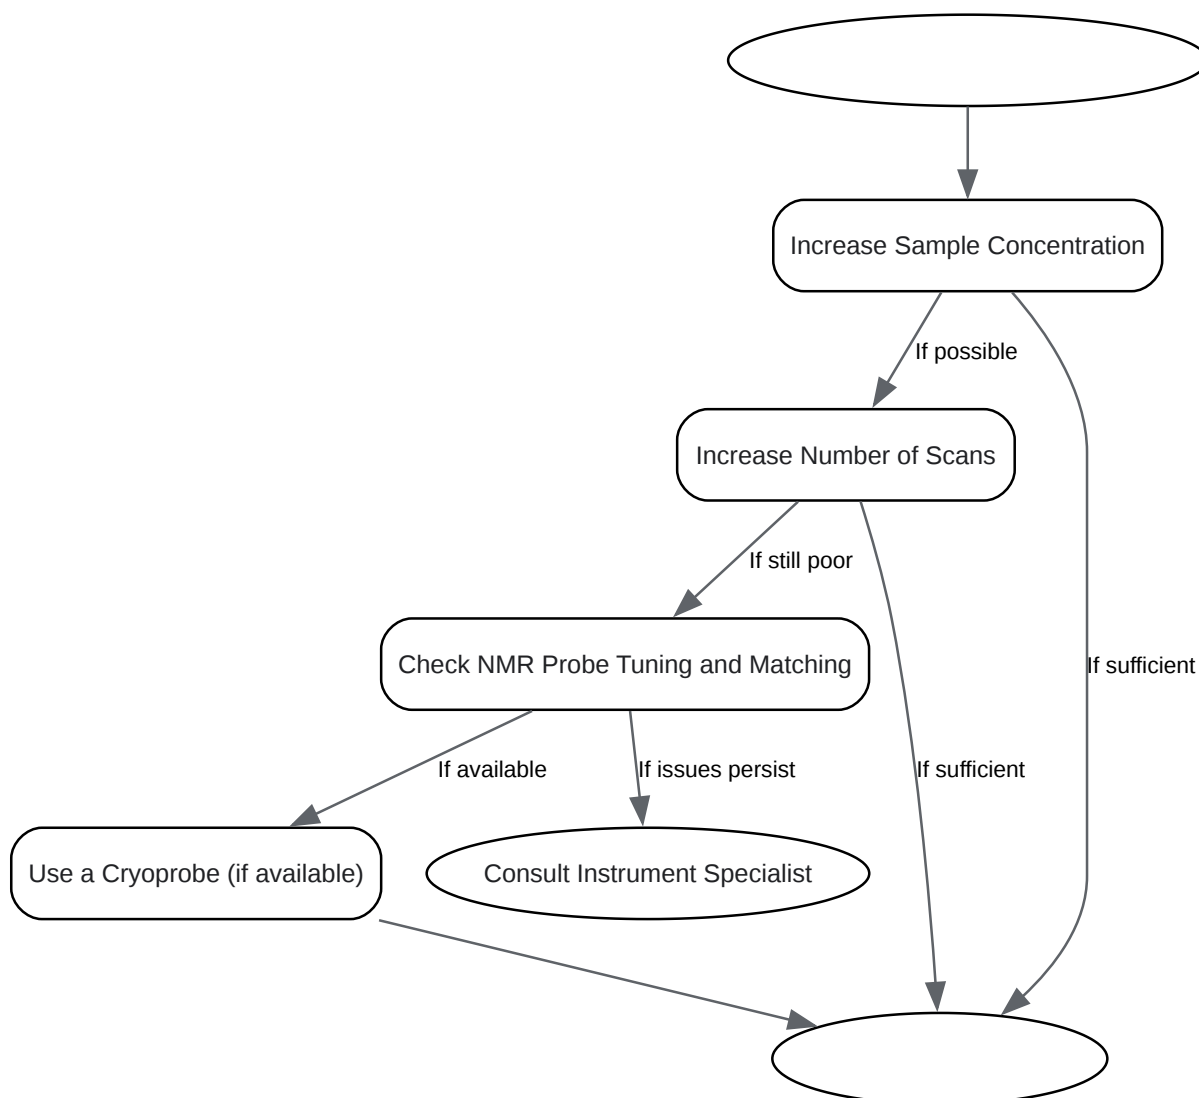 Increase Sample Concentration
If possible
Increase Number of Scans
If still poor
Check NMR Probe Tuning and Matching
If sufficient
If available
If issues persist
If sufficient
Use a Cryoprobe (if available)
Consult Instrument Specialist